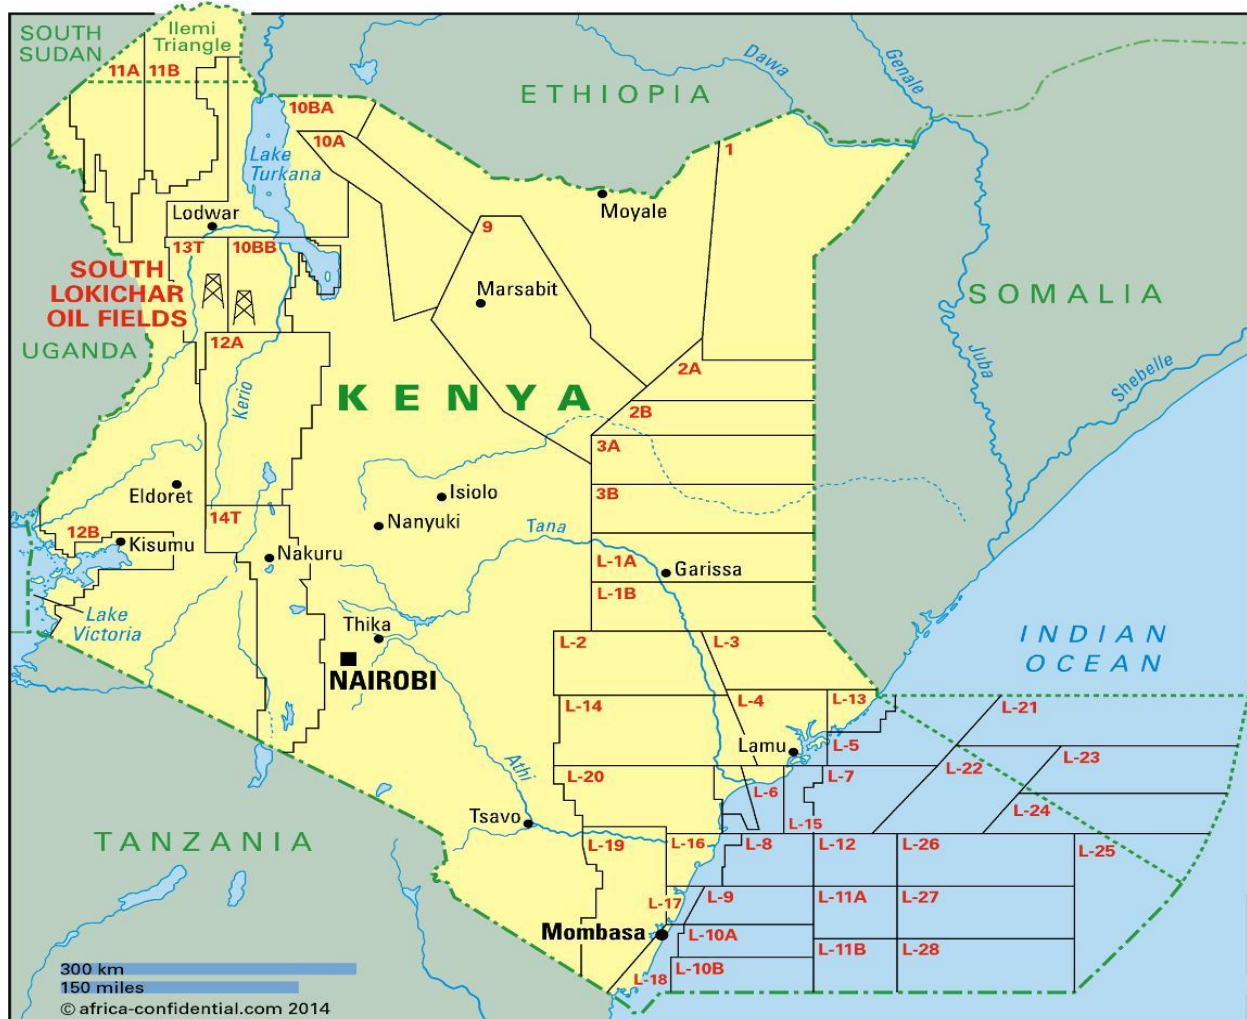 SOUTH
SUDAN
Ilemi
Triangle
11A
11B
ETHIOPIA
Dawa
Genale
10BA
10A
1
Lake
Turkana
Moyale
Lodwar
9
13T
10BB
SOUTH
LOKICHAR
OIL FIELDS
Marsabit
SOMALIA
UGANDA
12A
Juba
Shebelle
2A
Kerio
KENYA
2B
3A
Eldoret
Isiolo
3B
12B
Kisumu
14T
Nanyuki
Tana
Nakuru
L-1A
Garissa
L-1B
Lake
Victoria
Thika
L-2
L-3
INDIAN
OCEAN
NAIROBI
L-14
L-4
L-13
L-21
Lamu
L-5
Athi
L-20
L-6
L-7
L-22
L-23
L-24
L-15
Tsavo
TANZANIA
L-19
L-16
L-8
L-12
L-26
L-25
L-17
L-9
L-11A
L-27
Mombasa
L-10A
L-11B
L-28
L-18
L-10B
300 km
150 miles
© africa-confidential.com 2014